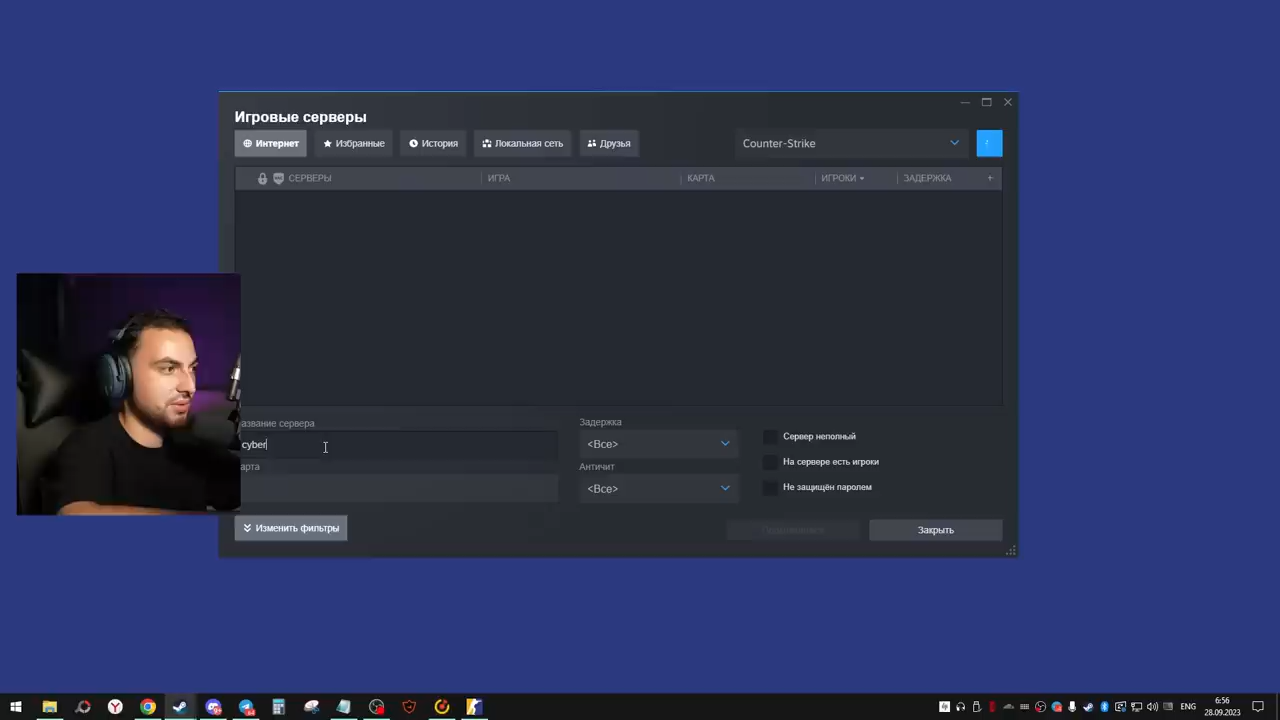 Игровые серверы
Интернет
Избранные
История
Локальная сеть
Друзья
Counter-Strike
СЕРВЕРЫ
ИГРА
КАРТА
ИГРОКИ
ЗАДЕРЖКА
+
азвание сервера
cyber
арта
Задержка
<Все>
Античит
<Все>
Сервер неполный
На сервере есть игроки
Не защищён паролем
Изменить фильтры
Закрыть
ENG
6:56
28.09.2023